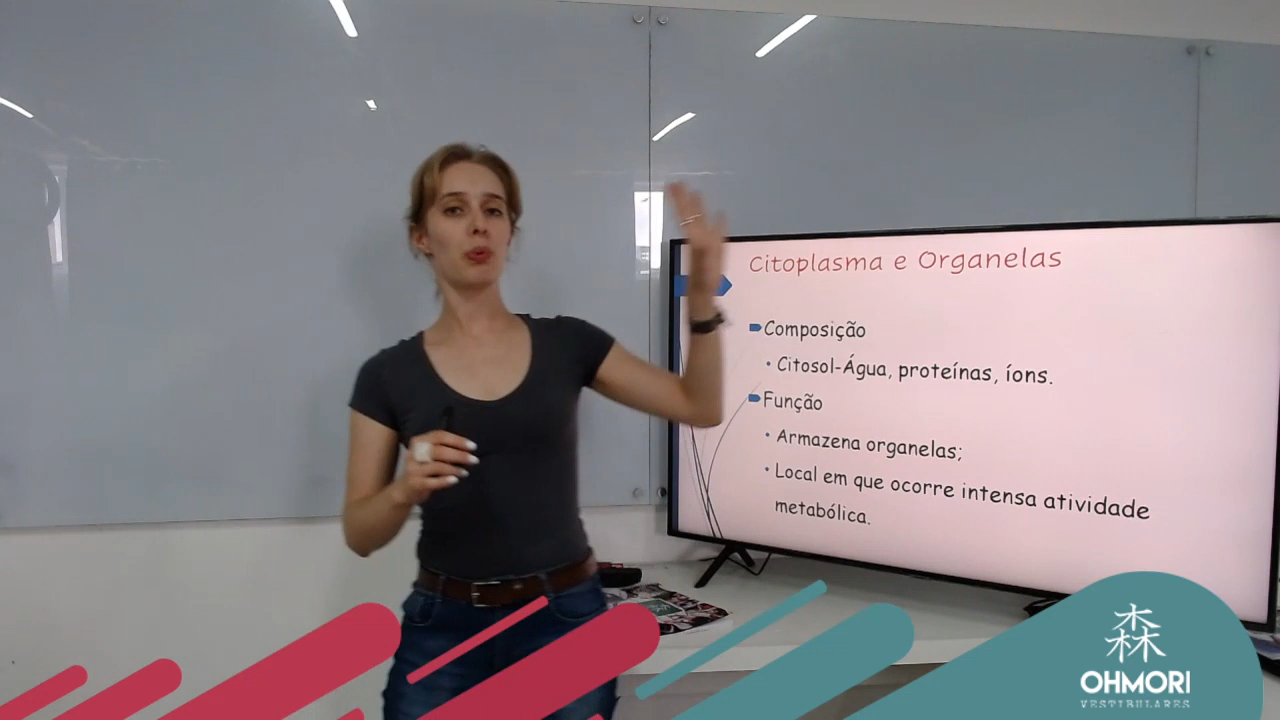 Citoplasma e Organelas
Composição
• Citosol-Água, proteínas, íons.
Função
• Armazena organelas;
• Local em que ocorre intensa atividade
metabólica.
森
OHMORI
VESTIBULARES